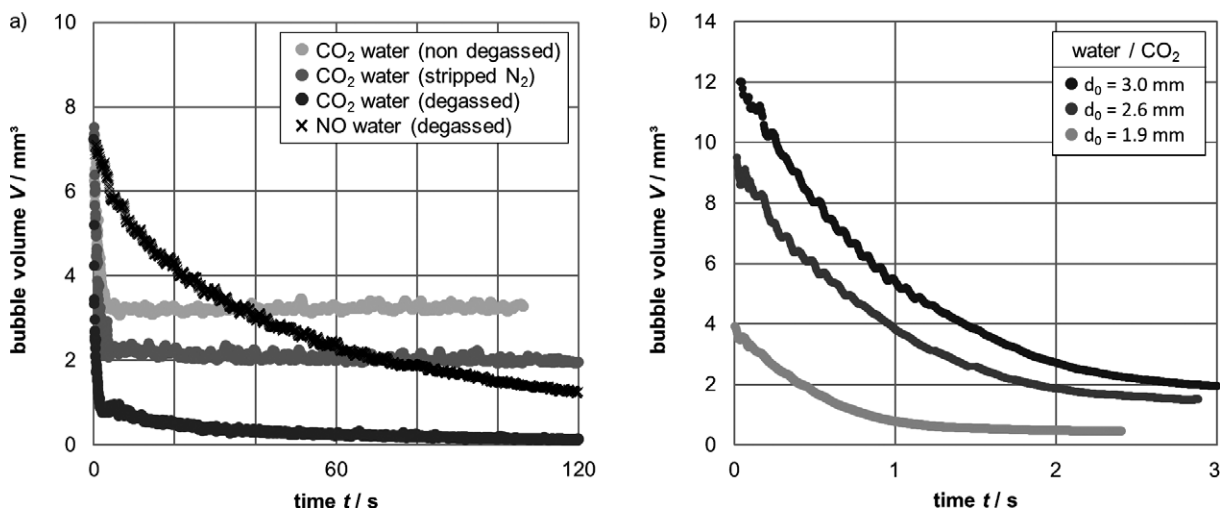 a)
bubble volume V / mm³
10
8
6
4
2
0
CO₂ water (non degassed)
CO₂ water (stripped N₂)
CO₂ water (degassed)
NO water (degassed)
0
60
120
time t / s
b)
bubble volume V / mm³
14
12
10
8
6
4
2
0
water / CO₂
d₀ = 3.0 mm
d₀ = 2.6 mm
d₀ = 1.9 mm
0
1
2
3
time t / s